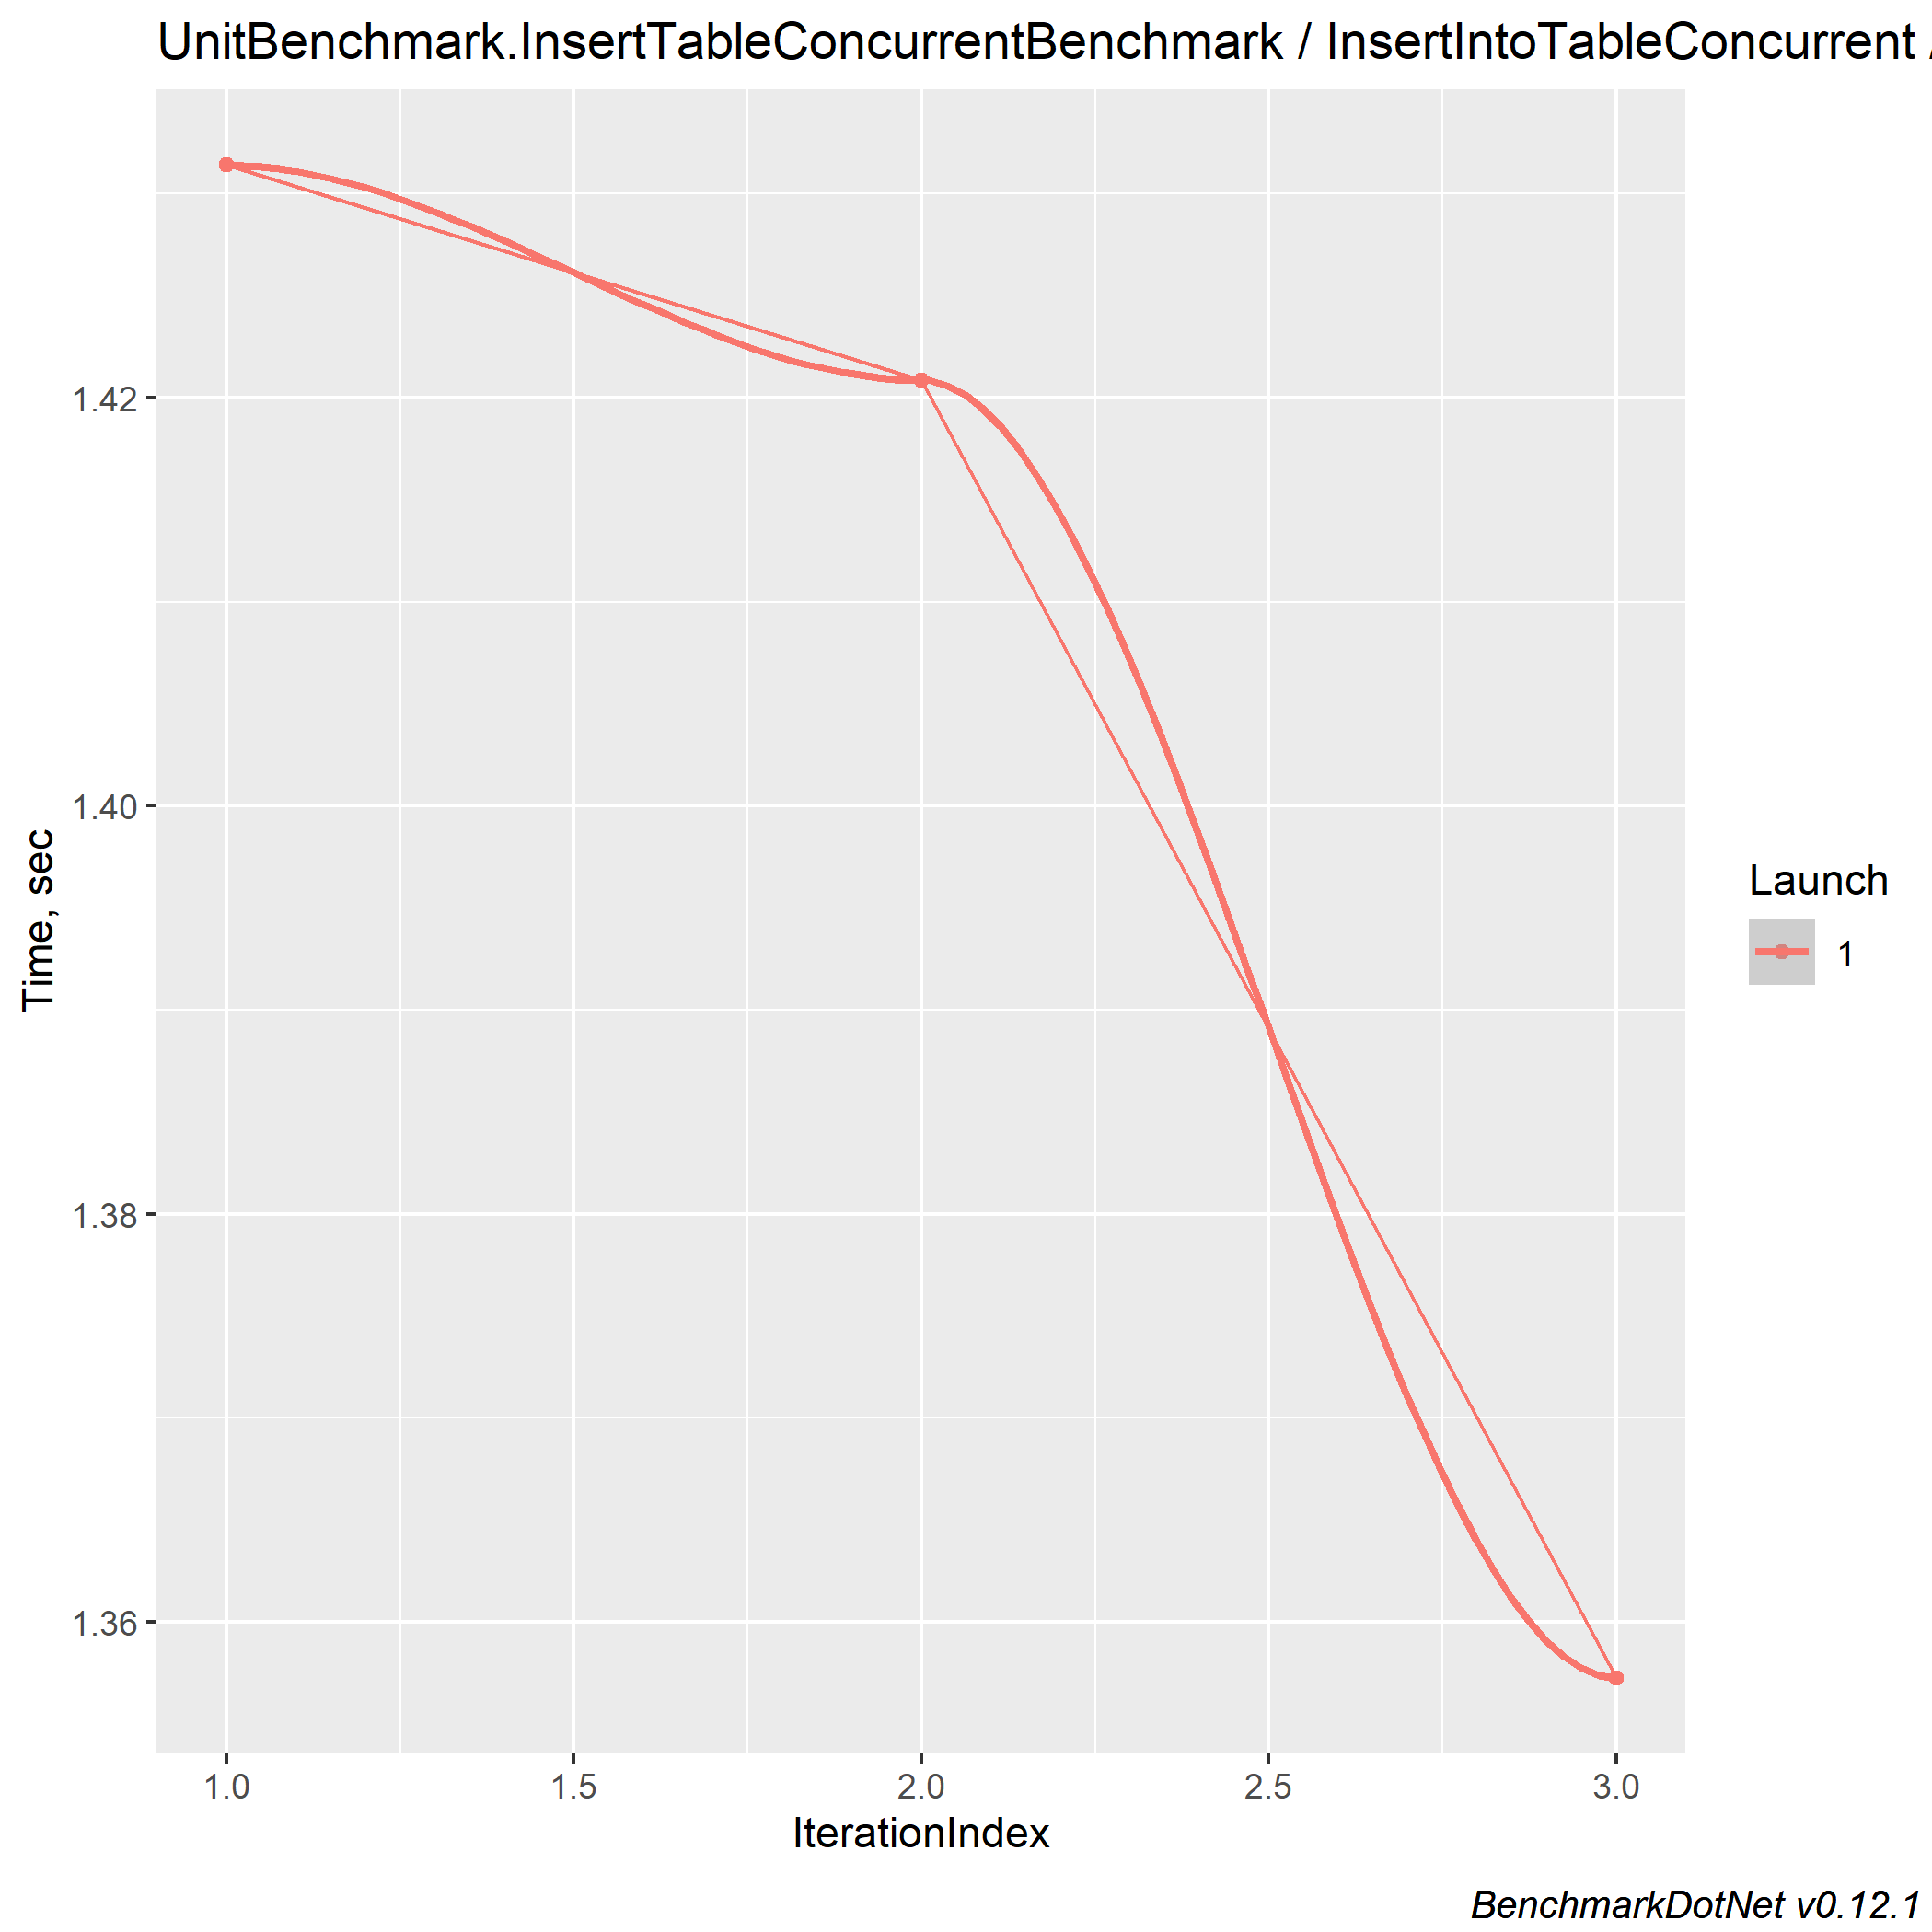 UnitBenchmark.InsertTableConcurrentBenchmark / InsertIntoTableConcurrent /
1.42
1.40
1.38
1.36
Time, sec
1.0 1.5 2.0 2.5 3.0
IterationIndex
Launch
1
BenchmarkDotNet v0.12.1